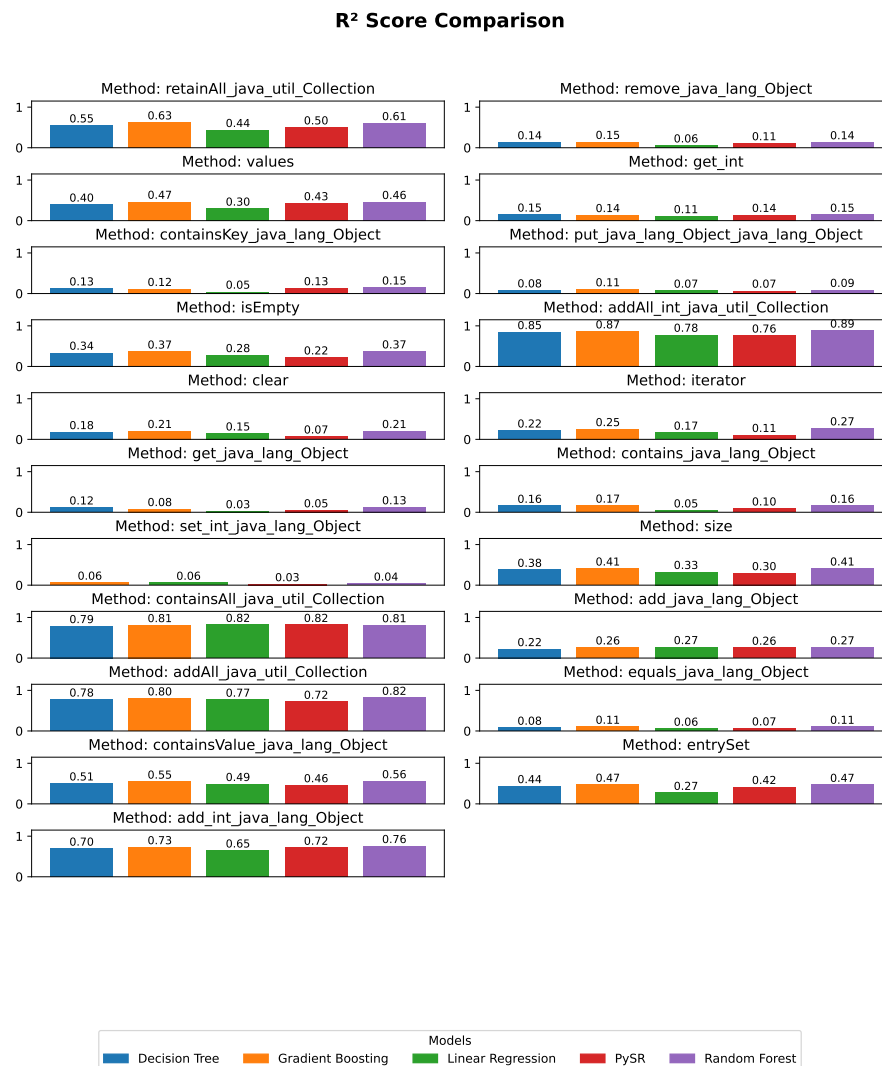 R² Score Comparison
Method: retainAll_java_util_Collection
1
0
0.55 0.63 0.44 0.50 0.61
Method: remove_java_lang_Object
1
0
0.14 0.15 0.06 0.11 0.14
Method: values
1
0
0.40 0.47 0.30 0.43 0.46
Method: get_int
1
0
0.15 0.14 0.11 0.14 0.15
Method: containsKey_java_lang_Object
1
0
0.13 0.12 0.05 0.13 0.15
Method: put_java_lang_Object_java_lang_Object
1
0
0.08 0.11 0.07 0.07 0.09
Method: isEmpty
1
0
0.34 0.37 0.28 0.22 0.37
Method: addAll_int_java_util_Collection
1
0
0.85 0.87 0.78 0.76 0.89
Method: clear
1
0
0.18 0.21 0.15 0.07 0.21
Method: iterator
1
0
0.22 0.25 0.17 0.11 0.27
Method: get_java_lang_Object
1
0
0.12 0.08 0.03 0.05 0.13
Method: contains_java_lang_Object
1
0
0.16 0.17 0.05 0.10 0.16
Method: set_int_java_lang_Object
1
0
0.06 0.06 0.03 0.04
Method: size
1
0
0.38 0.41 0.33 0.30 0.41
Method: containsAll_java_util_Collection
1
0
0.79 0.81 0.82 0.82 0.81
Method: add_java_lang_Object
1
0
0.22 0.26 0.27 0.26 0.27
Method: addAll_java_util_Collection
1
0
0.78 0.80 0.77 0.72 0.82
Method: equals_java_lang_Object
1
0
0.08 0.11 0.06 0.07 0.11
Method: containsValue_java_lang_Object
1
0
0.51 0.55 0.49 0.46 0.56
Method: entrySet
1
0
0.44 0.47 0.27 0.42 0.47
Method: add_int_java_lang_Object
1
0
0.70 0.73 0.65 0.72 0.76
Models
Decision Tree Gradient Boosting Linear Regression PySR Random Forest